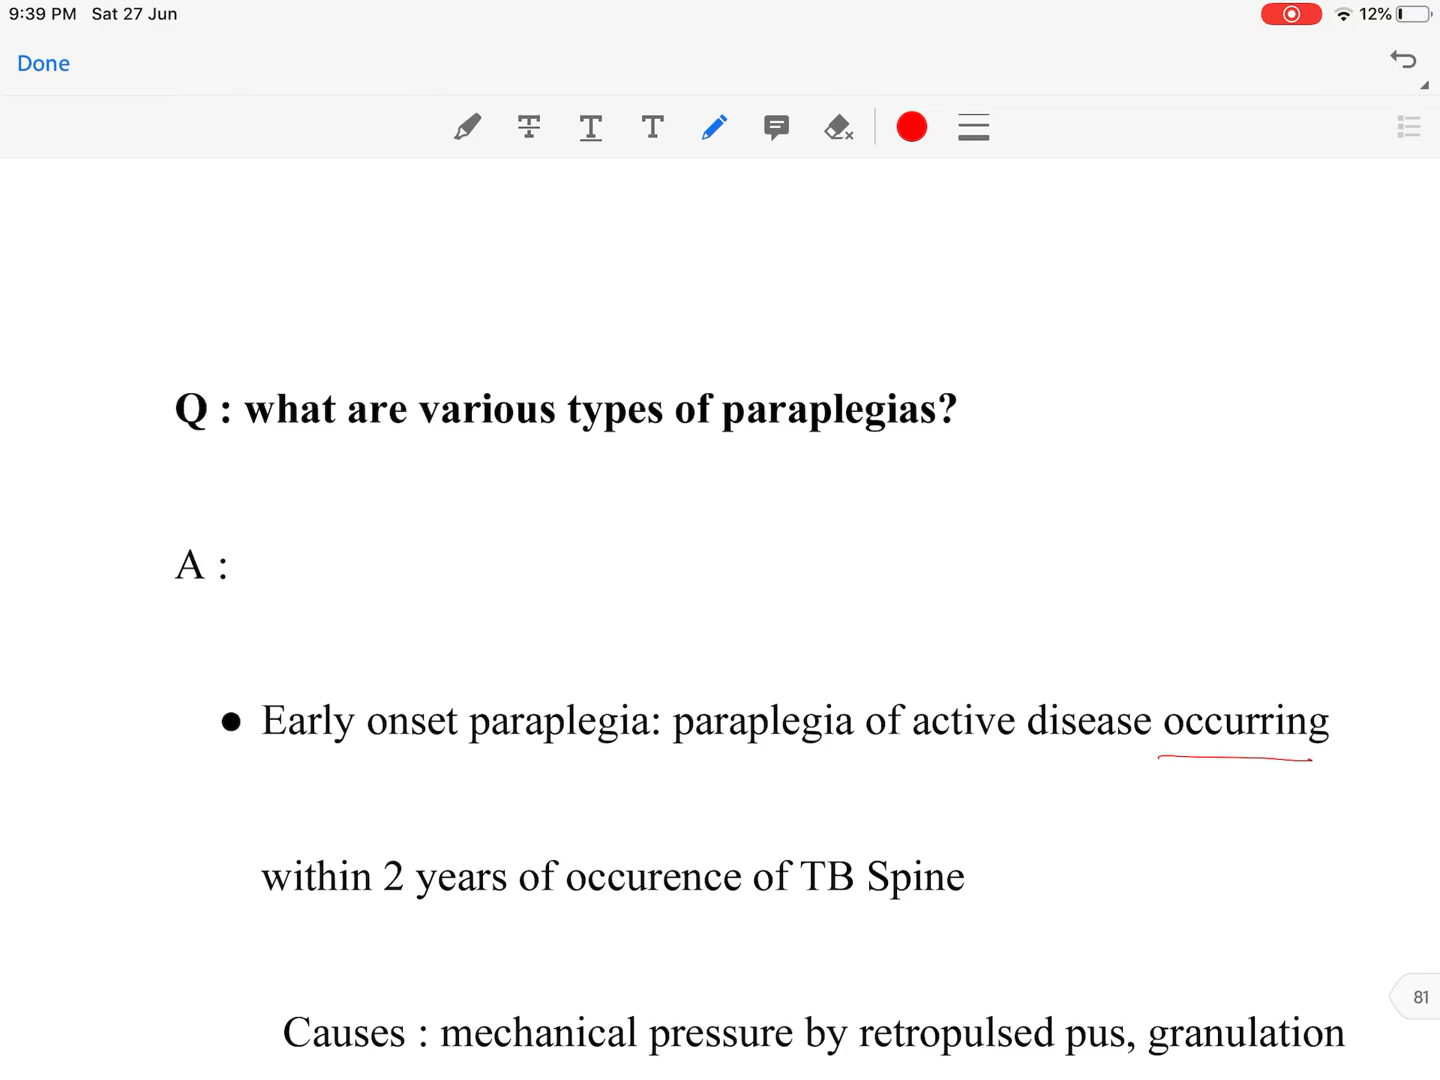 9:39 PM Sat 27 Jun 12%
Done
T T T
Q : what are various types of paraplegias?
A :
● Early onset paraplegia: paraplegia of active disease occurring
within 2 years of occurence of TB Spine
81
Causes : mechanical pressure by retropulsed pus, granulation